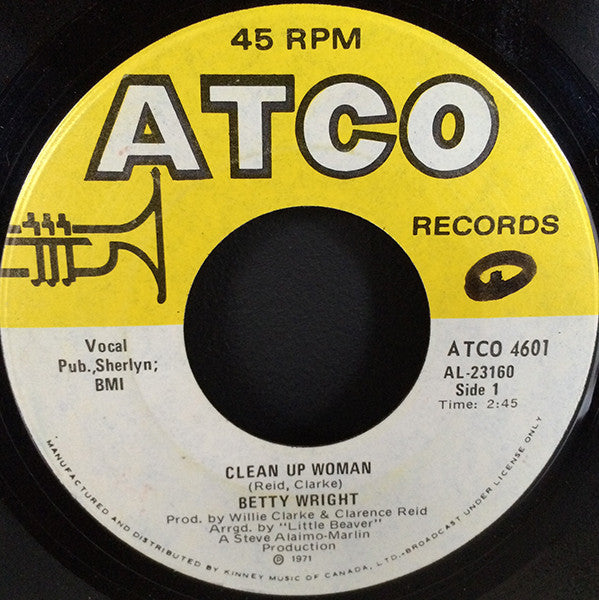 45 RPM
ATCO
RECORDS
Vocal
Pub.,Sherlyn;
BMI
ATCO 4601
AL-23160
Side 1
Time: 2:45
CLEAN UP WOMAN
(Reid, Clarke)
BETTY WRIGHT
Prod. by Willie Clarke & Clarence Reid
Arrgd. by "Little Beaver"
A Steve Alaimo-Marlin
Production
℗ 1971
MANUFACTURED AND DISTRIBUTED BY KINNEY MUSIC OF CANADA, LTD,-BROADCAST UNDER LICENSE ONLY